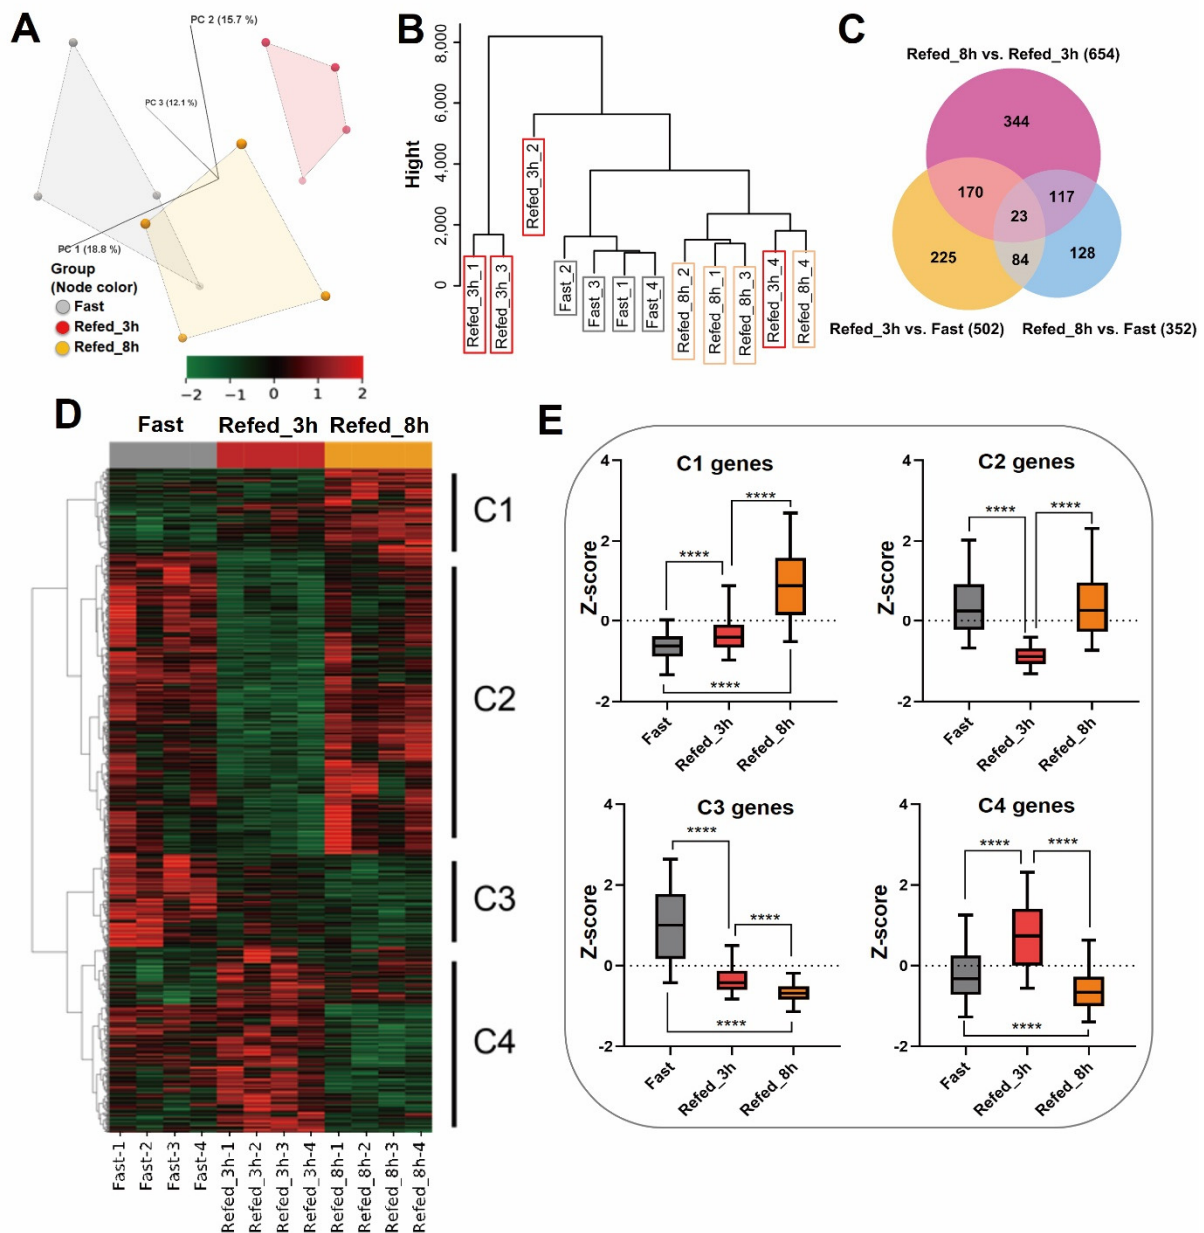 A
PC 2 (15.7 %)
PC 3 (12.1 %)
PC 1 (18.8 %)
Group
(Node color)
Fast
Refed_3h
Refed_8h
−2 −1 0 1 2
B
Hight
8,000
6,000
4,000
2,000
0
Refed_3h_1
Refed_3h_3
Refed_3h_2
Fast_2
Fast_3
Fast_1
Fast_4
Refed_8h_2
Refed_8h_1
Refed_8h_3
Refed_3h_4
Refed_8h_4
C
Refed_8h vs. Refed_3h (654)
344
170
117
23
225
84
128
Refed_3h vs. Fast (502) Refed_8h vs. Fast (352)
D
Fast Refed_3h Refed_8h
C1
C2
C3
C4
Fast-1
Fast-2
Fast-3
Fast-4
Refed_3h-1
Refed_3h-2
Refed_3h-3
Refed_3h-4
Refed_8h-1
Refed_8h-2
Refed_8h-3
Refed_8h-4
E
C1 genes
Z-score
4
2
0
-2
****
****
****
Fast
Refed_3h
Refed_8h
C2 genes
Z-score
4
2
0
-2
****
****
Fast
Refed_3h
Refed_8h
C3 genes
Z-score
4
2
0
-2
****
****
****
Fast
Refed_3h
Refed_8h
C4 genes
Z-score
4
2
0
-2
****
****
****
Fast
Refed_3h
Refed_8h